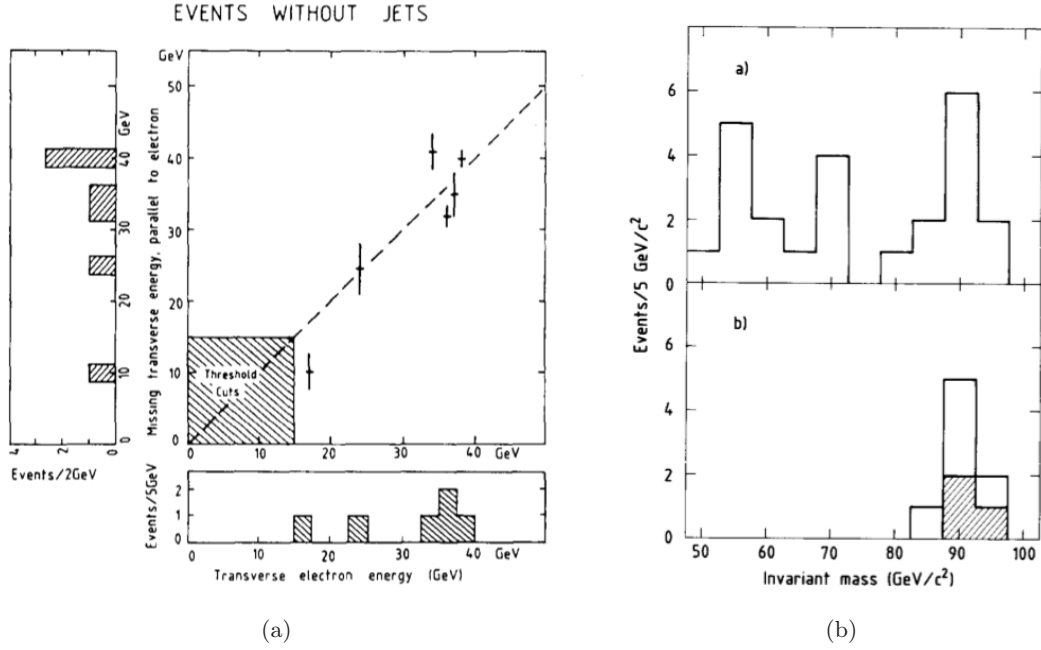 EVENTS WITHOUT JETS
GeV
50
40
30
20
10
0
Missing transverse energy, parallel to electron
Threshold
Cuts
0 10 20 30 40 GeV
GeV
40
30
20
10
0
4 2 0
Events/2GeV
Events/5GeV
2
1
0
0 10 20 30 40 GeV
Transverse electron energy (GeV)
(a)
a)
6
4
2
0
Events/5 GeV/c²
b)
6
4
2
0
50 60 70 80 90 100
Invariant mass (GeV/c²)
(b)